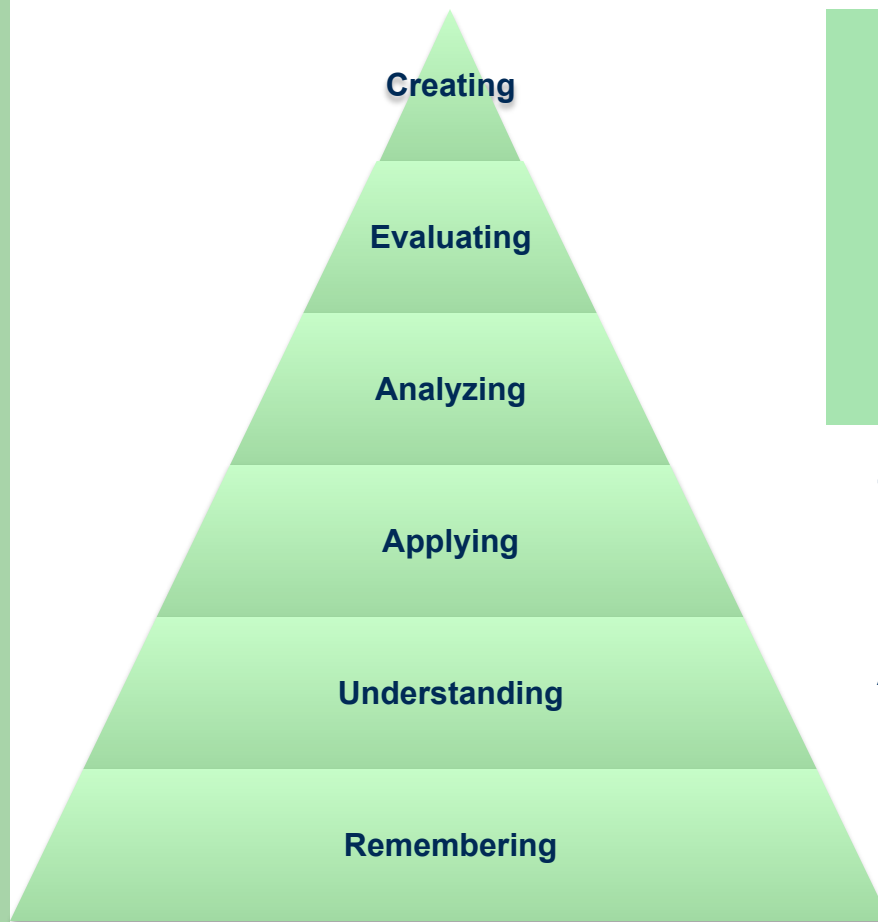 Creating
Evaluating
Analyzing
Applying
Understanding
Remembering